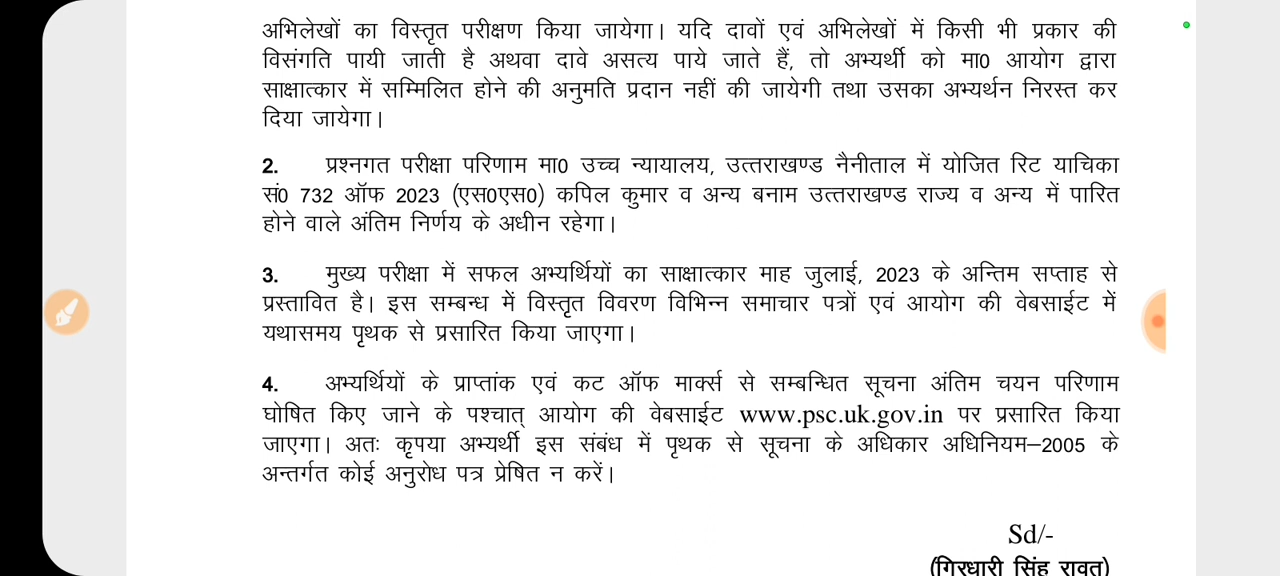 अभिलेखों का विस्तृत परीक्षण किया जायेगा। यदि दावों एवं अभिलेखों में किसी भी प्रकार की
विसंगति पायी जाती है अथवा दावे असत्य पाये जाते हैं, तो अभ्यर्थी को मा0 आयोग द्वारा
साक्षात्कार में सम्मिलित होने की अनुमति प्रदान नहीं की जायेगी तथा उसका अभ्यर्थन निरस्त कर
दिया जायेगा।
2. प्रश्नगत परीक्षा परिणाम मा0 उच्च न्यायालय, उत्तराखण्ड नैनीताल में योजित रिट याचिका
सं0 732 ऑफ 2023 (एस0एस0) कपिल कुमार व अन्य बनाम उत्तराखण्ड राज्य व अन्य में पारित
होने वाले अंतिम निर्णय के अधीन रहेगा।
3. मुख्य परीक्षा में सफल अभ्यर्थियों का साक्षात्कार माह जुलाई, 2023 के अन्तिम सप्ताह से
प्रस्तावित है। इस सम्बन्ध में विस्तृत विवरण विभिन्न समाचार पत्रों एवं आयोग की वेबसाईट में
यथासमय पृथक से प्रसारित किया जाएगा।
4. अभ्यर्थियों के प्राप्तांक एवं कट ऑफ मार्क्स से सम्बन्धित सूचना अंतिम चयन परिणाम
घोषित किए जाने के पश्चात् आयोग की वेबसाईट www.psc.uk.gov.in पर प्रसारित किया
जाएगा। अतः कृपया अभ्यर्थी इस संबंध में पृथक से सूचना के अधिकार अधिनियम–2005 के
अन्तर्गत कोई अनुरोध पत्र प्रेषित न करें।
Sd/-
(गिरधारी सिंह रावत)